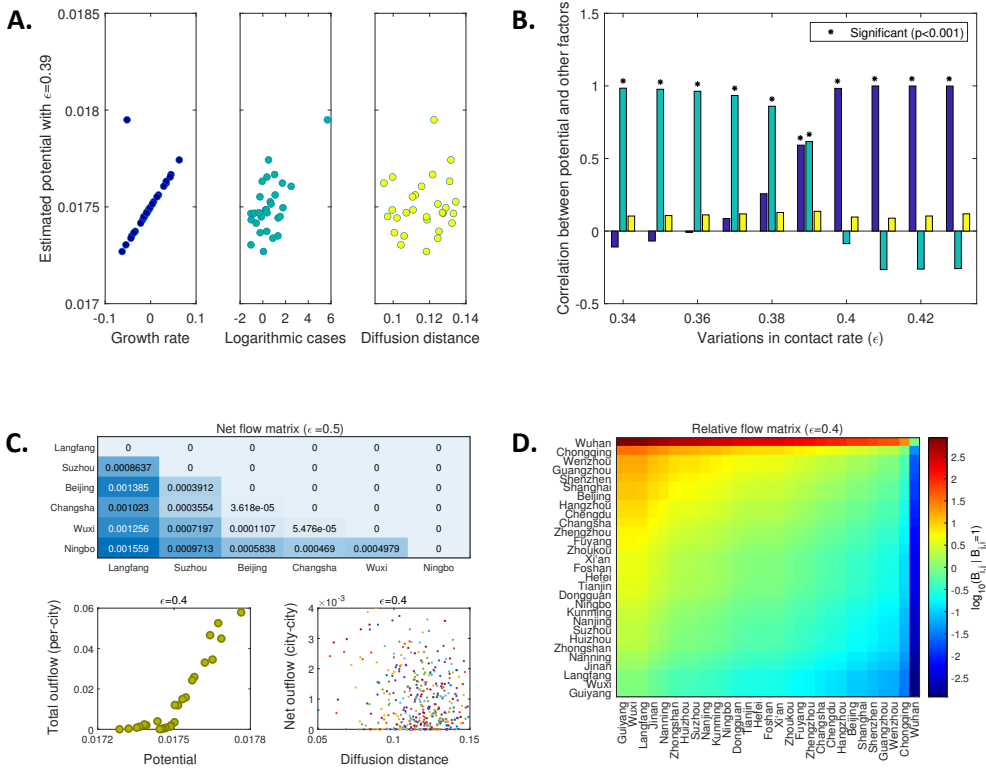 A.
Estimated potential with ϵ=0.39
0.0185
0.018
0.0175
0.017
-0.1 0 0.1
Growth rate
-2 0 2 4 6
Logarithmic cases
0.1 0.12 0.14
Diffusion distance
B.
Correlation between potential and other factors
* Significant (p<0.001)
1.5
1
0.5
0
-0.5
0.34 0.36 0.38 0.4 0.42
Variations in contact rate (ϵ)
C.
Net flow matrix (ϵ =0.5)
Langfang 0 0 0 0 0 0
Suzhou 0.0008637 0 0 0 0 0
Beijing 0.001385 0.0003912 0 0 0 0
Changsha 0.001023 0.0003554 3.618e-05 0 0 0
Wuxi 0.001256 0.0007197 0.0001107 5.476e-05 0 0
Ningbo 0.001559 0.0009713 0.0005838 0.000469 0.0004979 0
Langfang Suzhou Beijing Changsha Wuxi Ningbo
ϵ=0.4
Total outflow (per-city)
0.06
0.04
0.02
0
0.0172 0.0175 0.0178
Potential
ϵ=0.4
×10⁻³
Net outflow (city-city)
4
3
2
1
0
0.05 0.1 0.15
Diffusion distance
D.
Relative flow matrix (ϵ=0.4)
Wuhan
Chongqing
Wenzhou
Guangzhou
Shenzhen
Shanghai
Beijing
Hangzhou
Chengdu
Changsha
Zhengzhou
Fuyang
Zhoukou
Xi'an
Foshan
Hefei
Tianjin
Dongguan
Ningbo
Kunming
Nanjing
Suzhou
Huizhou
Zhongshan
Nanning
Jinan
Langfang
Wuxi
Guiyang
Guiyang
Wuxi
Langfang
Jinan
Nanning
Zhongshan
Huizhou
Suzhou
Nanjing
Kunming
Ningbo
Dongguan
Tianjin
Hefei
Foshan
Xi'an
Zhoukou
Fuyang
Zhengzhou
Changsha
Chengdu
Hangzhou
Beijing
Shanghai
Shenzhen
Guangzhou
Wenzhou
Chongqing
Wuhan
2.5
2
1.5
1
0.5
0
-0.5
-1
-1.5
-2
-2.5